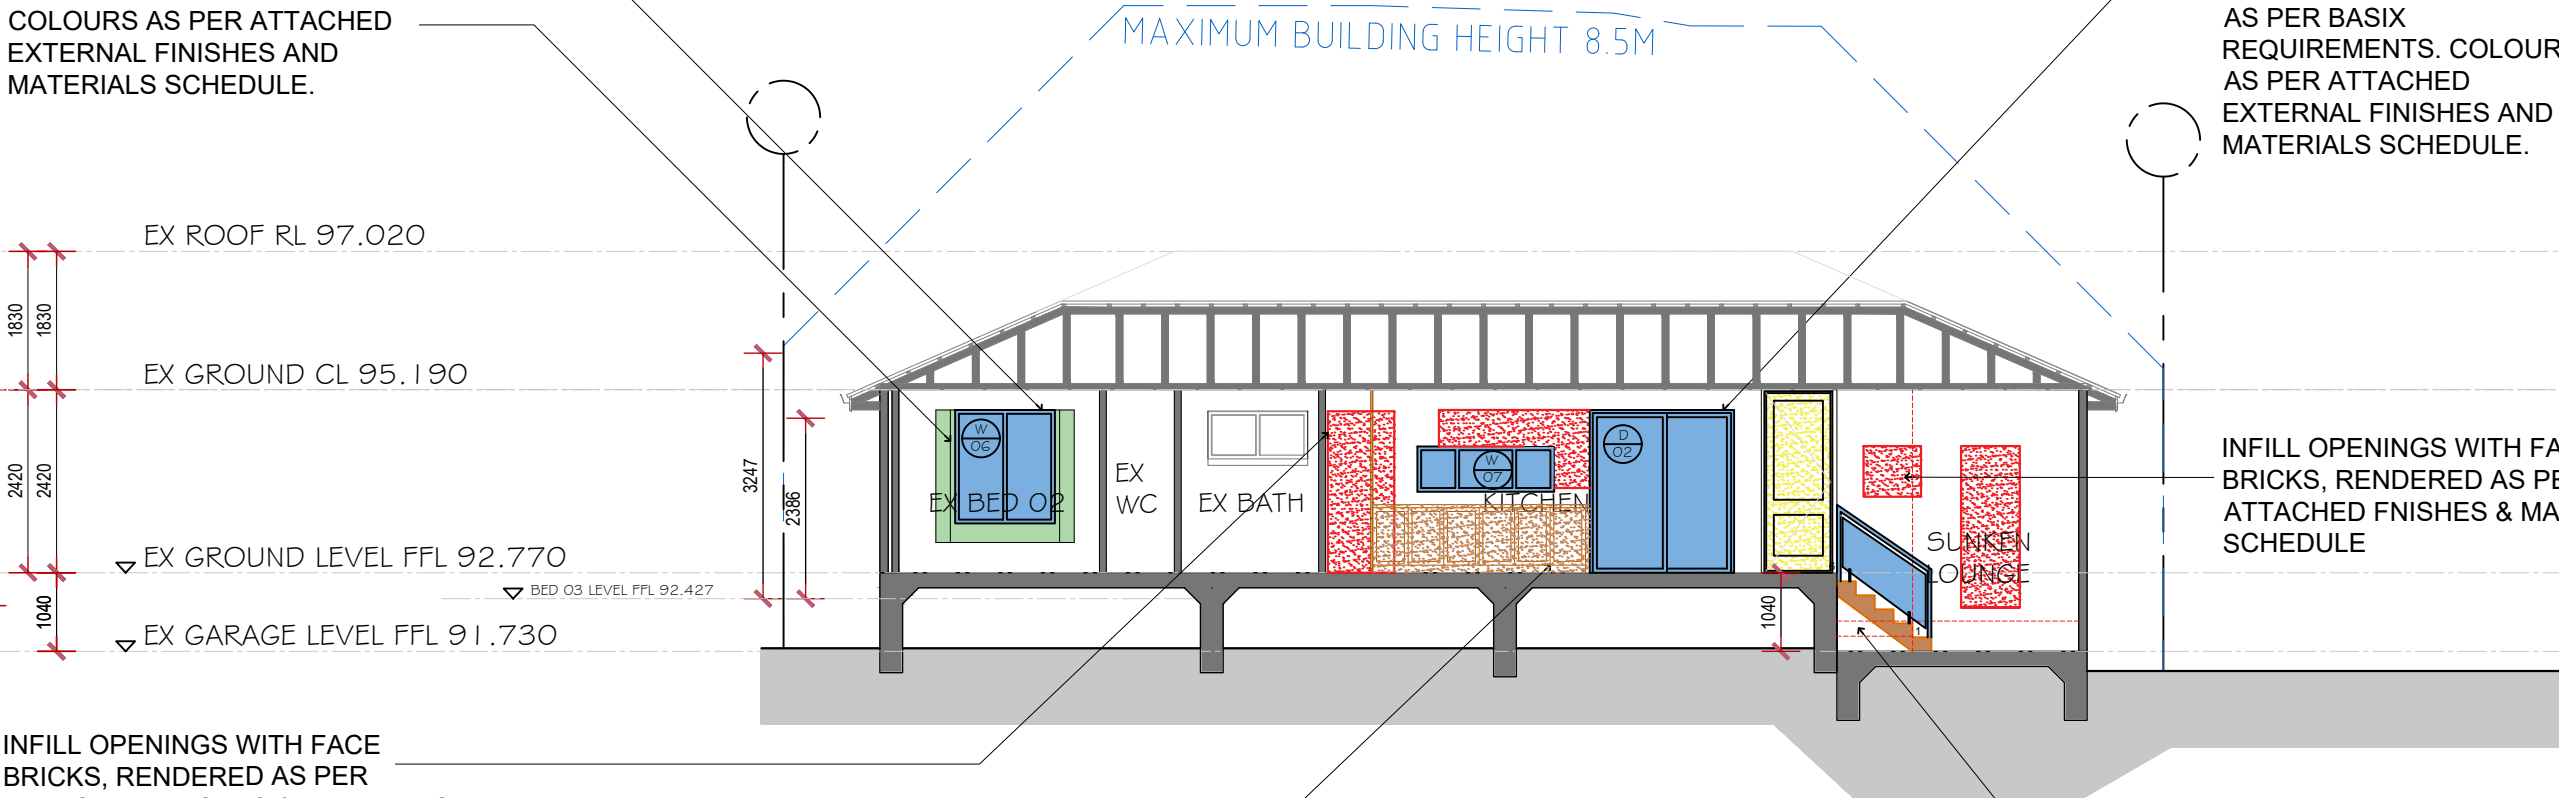 COLOURS AS PER ATTACHED
EXTERNAL FINISHES AND
MATERIALS SCHEDULE.
MAXIMUM BUILDING HEIGHT 8.5M
AS PER BASIX
REQUIREMENTS. COLOUR
AS PER ATTACHED
EXTERNAL FINISHES AND
MATERIALS SCHEDULE.
EX ROOF RL 97.020
1830
1830
EX GROUND CL 95.190
2420
2420
3247
2386
EX GROUND LEVEL FFL 92.770
BED 03 LEVEL FFL 92.427
1040
EX GARAGE LEVEL FFL 91.730
W
06
EX BED 02
EX
WC
EX BATH
W
07
KITCHEN
D
02
SUNKEN
LOUNGE
1
1040
INFILL OPENINGS WITH FA
BRICKS, RENDERED AS PE
ATTACHED FNISHES & MA
SCHEDULE
INFILL OPENINGS WITH FACE
BRICKS, RENDERED AS PER